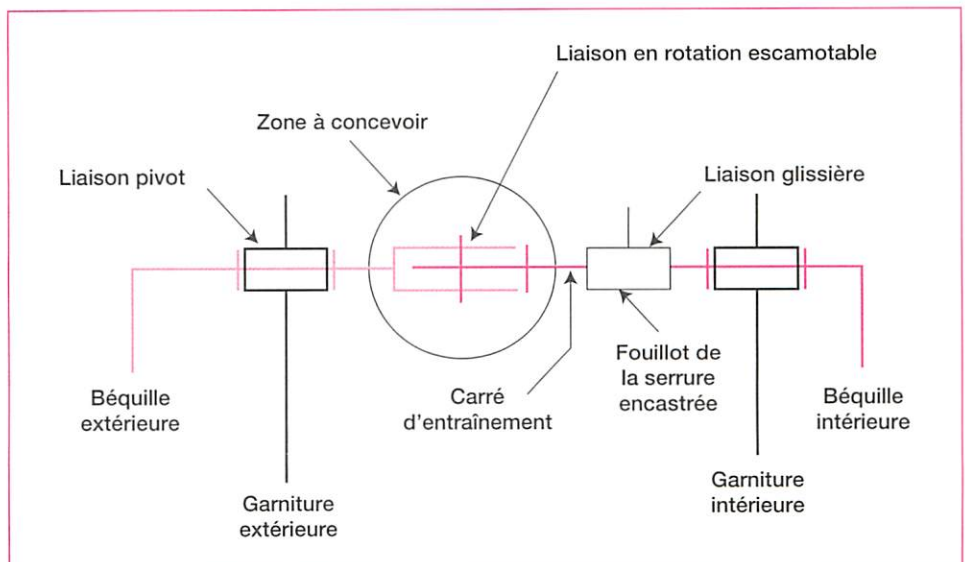 Liaison en rotation escamotable
Zone à concevoir
Liaison pivot
Liaison glissière
Béquille
extérieure
Carré
d'entraînement
Fouillot de
la serrure
encastrée
Béquille
intérieure
Garniture
extérieure
Garniture
intérieure